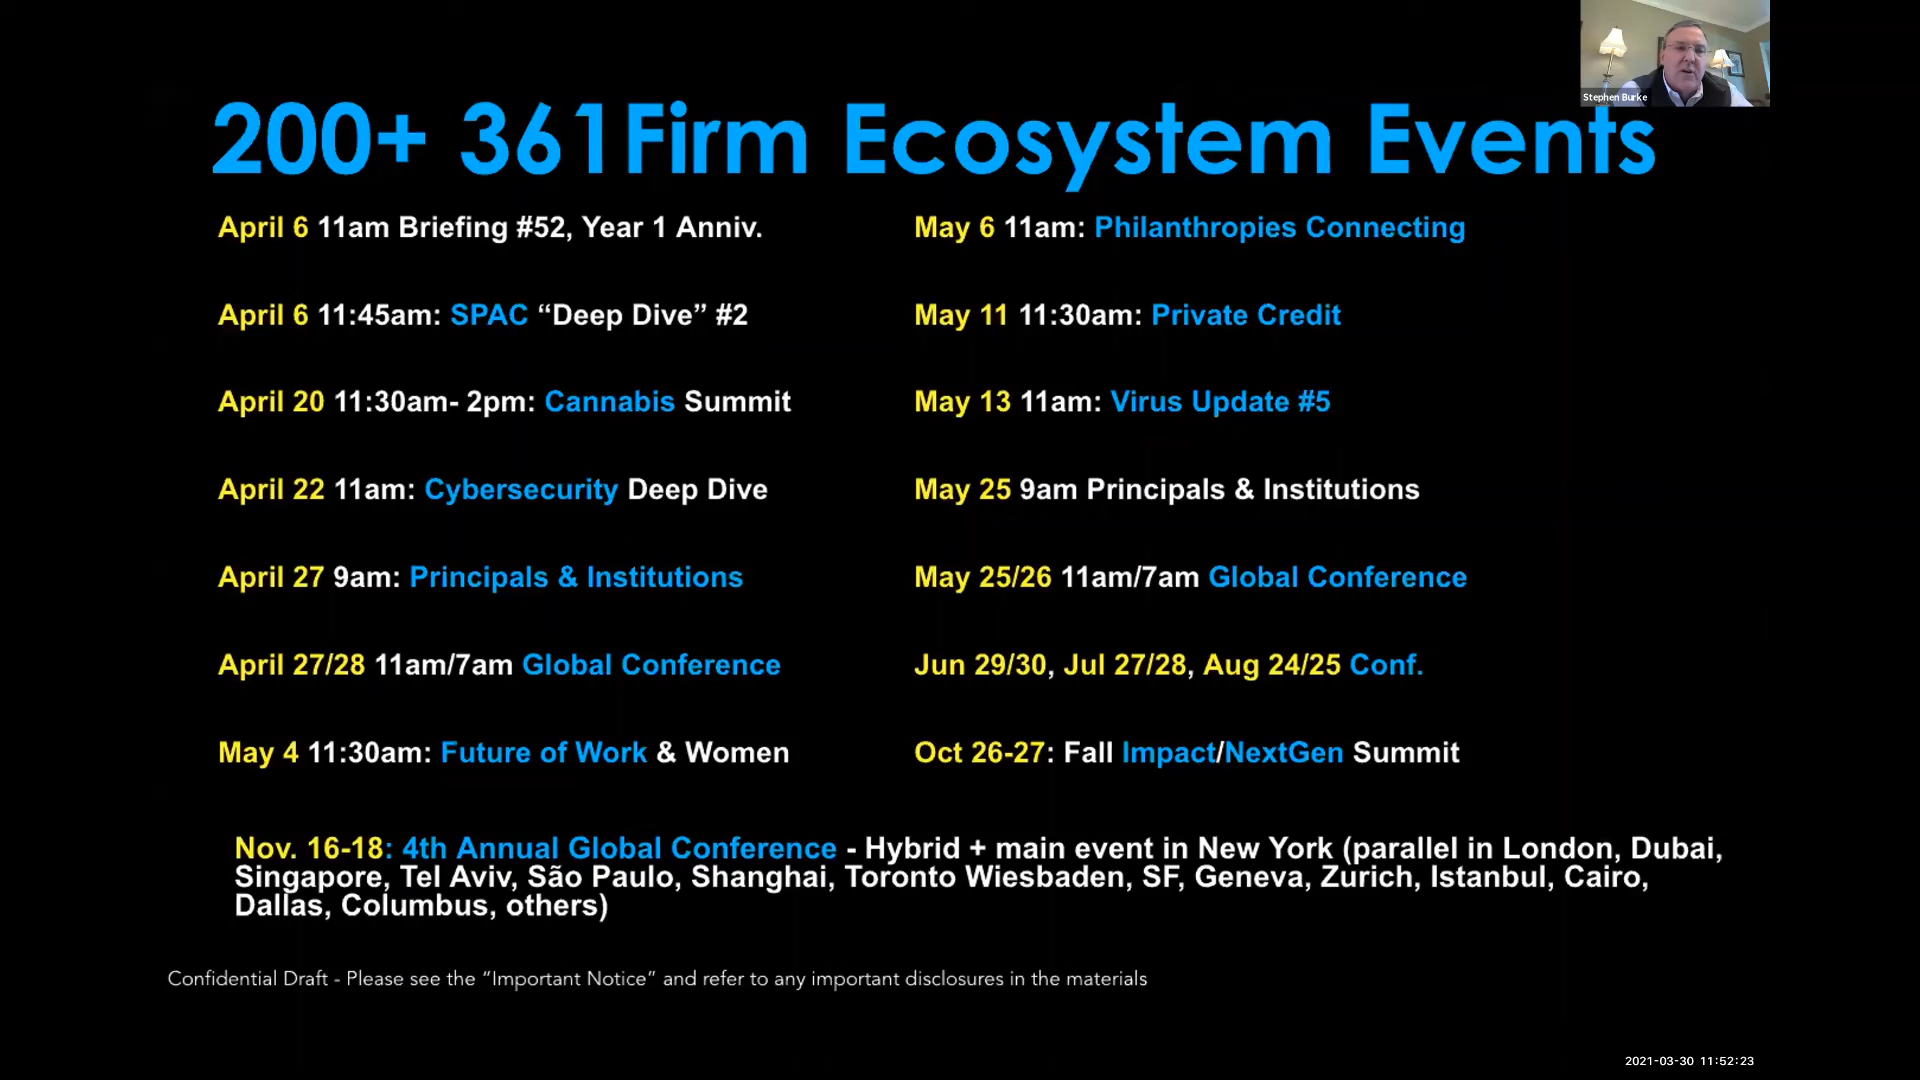 Stephen Burke
200+ 361Firm Ecosystem Events
April 6 11am Briefing #52, Year 1 Anniv.
April 6 11:45am: SPAC “Deep Dive” #2
April 20 11:30am- 2pm: Cannabis Summit
April 22 11am: Cybersecurity Deep Dive
April 27 9am: Principals & Institutions
April 27/28 11am/7am Global Conference
May 4 11:30am: Future of Work & Women
May 6 11am: Philanthropies Connecting
May 11 11:30am: Private Credit
May 13 11am: Virus Update #5
May 25 9am Principals & Institutions
May 25/26 11am/7am Global Conference
Jun 29/30, Jul 27/28, Aug 24/25 Conf.
Oct 26-27: Fall Impact/NextGen Summit
Nov. 16-18: 4th Annual Global Conference - Hybrid + main event in New York (parallel in London, Dubai,
Singapore, Tel Aviv, São Paulo, Shanghai, Toronto Wiesbaden, SF, Geneva, Zurich, Istanbul, Cairo,
Dallas, Columbus, others)
Confidential Draft - Please see the “Important Notice” and refer to any important disclosures in the materials
2021-03-30 11:52:23